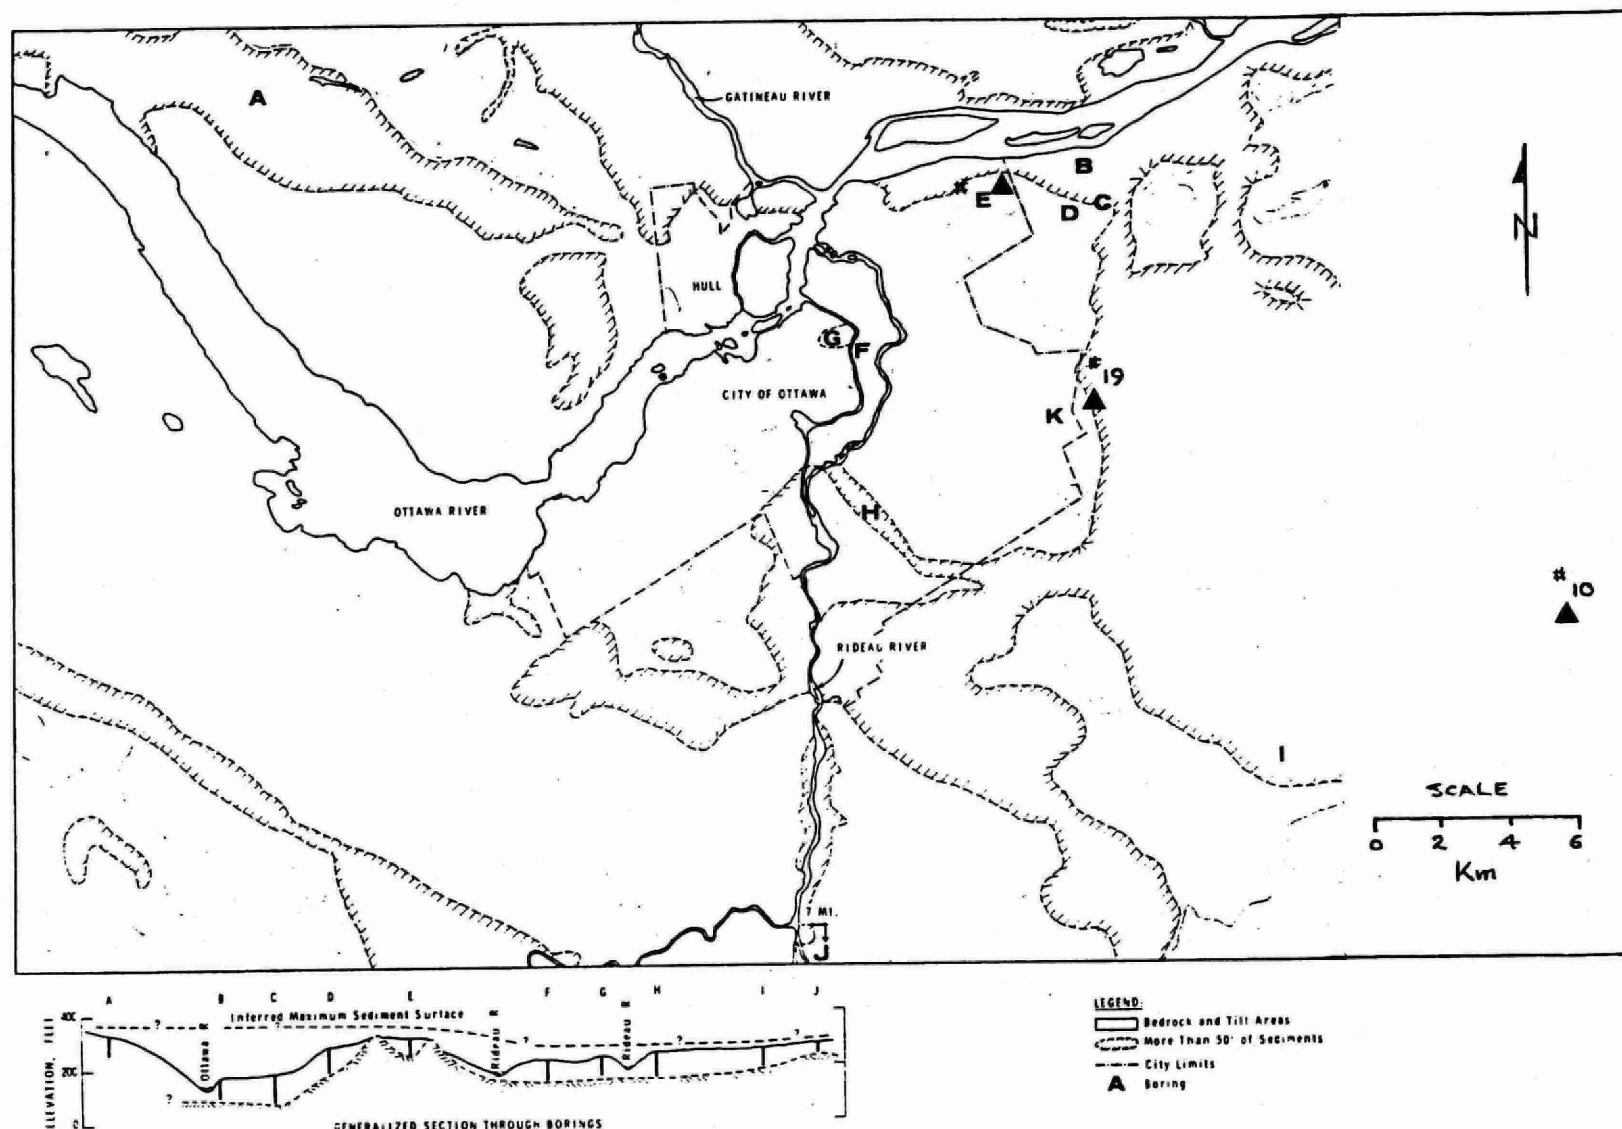 A
GATINEAU RIVER
B
E
D
C
N
HULL
G
F
CITY OF OTTAWA
# 19
K
OTTAWA RIVER
H
# 10
RIDEAU RIVER
I
SCALE
0 2 4 6
Km
7 MI.
J
A B C D E F G H I J
Inferred Maximum Sediment Surface
ELEVATION, FEET
400
200
0
Ottawa R
Rideau R
Rideau R
? ? ? ? ? ?
GENERALIZED SECTION THROUGH BORINGS
LEGEND:
Bedrock and Till Areas
More Than 50' of Sediments
City Limits
A Boring